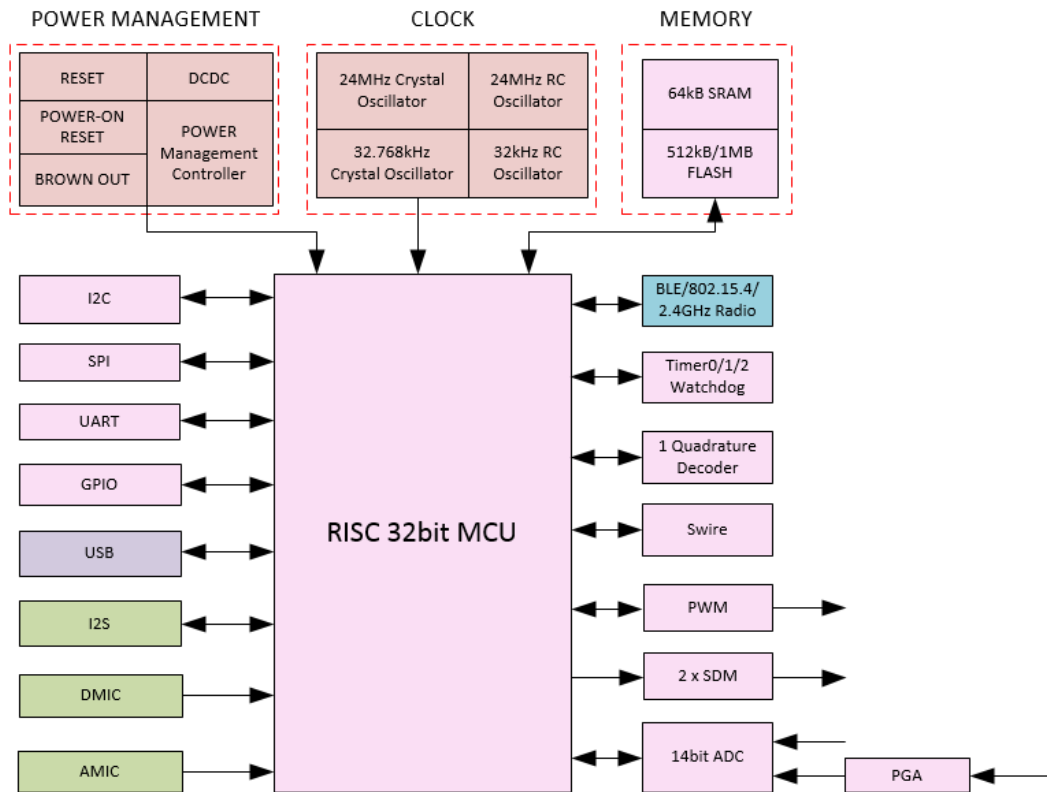 POWER MANAGEMENT
CLOCK
MEMORY
RESET
DCDC
POWER-ON
RESET
BROWN OUT
POWER
Management
Controller
24MHz Crystal
Oscillator
24MHz RC
Oscillator
32.768kHz
Crystal Oscillator
32kHz RC
Oscillator
64kB SRAM
512kB/1MB
FLASH
I2C
SPI
UART
GPIO
USB
I2S
DMIC
AMIC
RISC 32bit MCU
BLE/802.15.4/
2.4GHz Radio
Timer0/1/2
Watchdog
1 Quadrature
Decoder
Swire
PWM
2 x SDM
14bit ADC
PGA